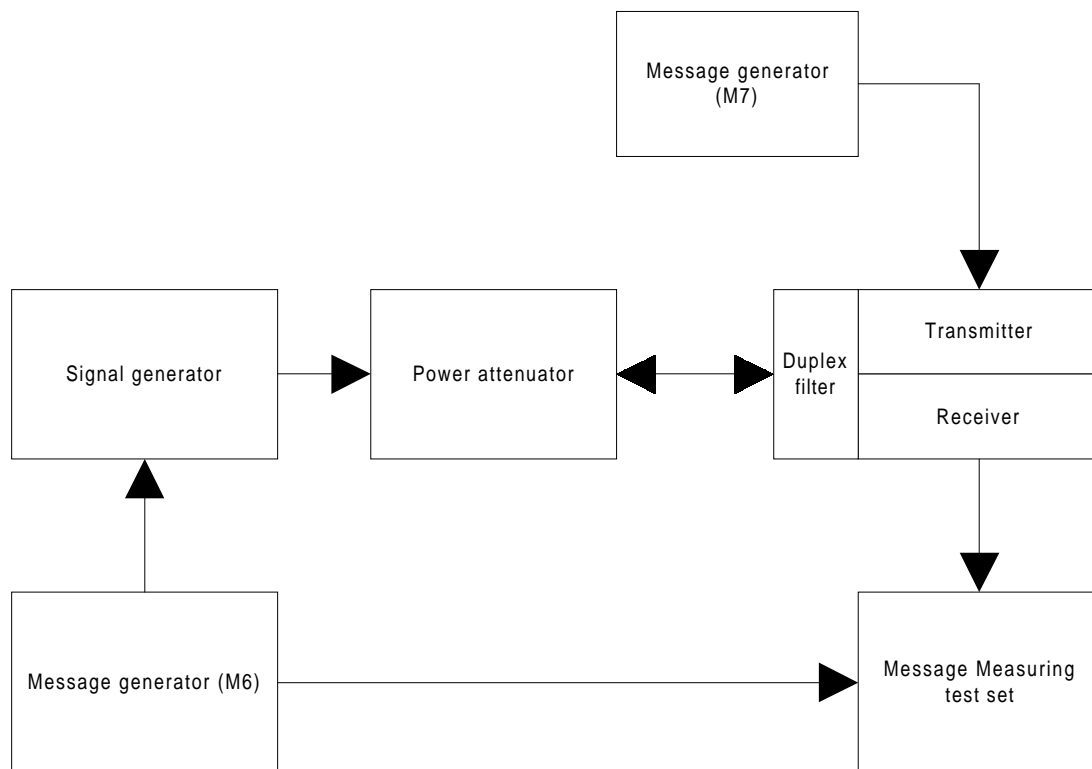 Message generator
(M7)
Transmitter
Signal generator
Power attenuator
Duplex
filter
Receiver
Message generator (M6)
Message Measuring
test set